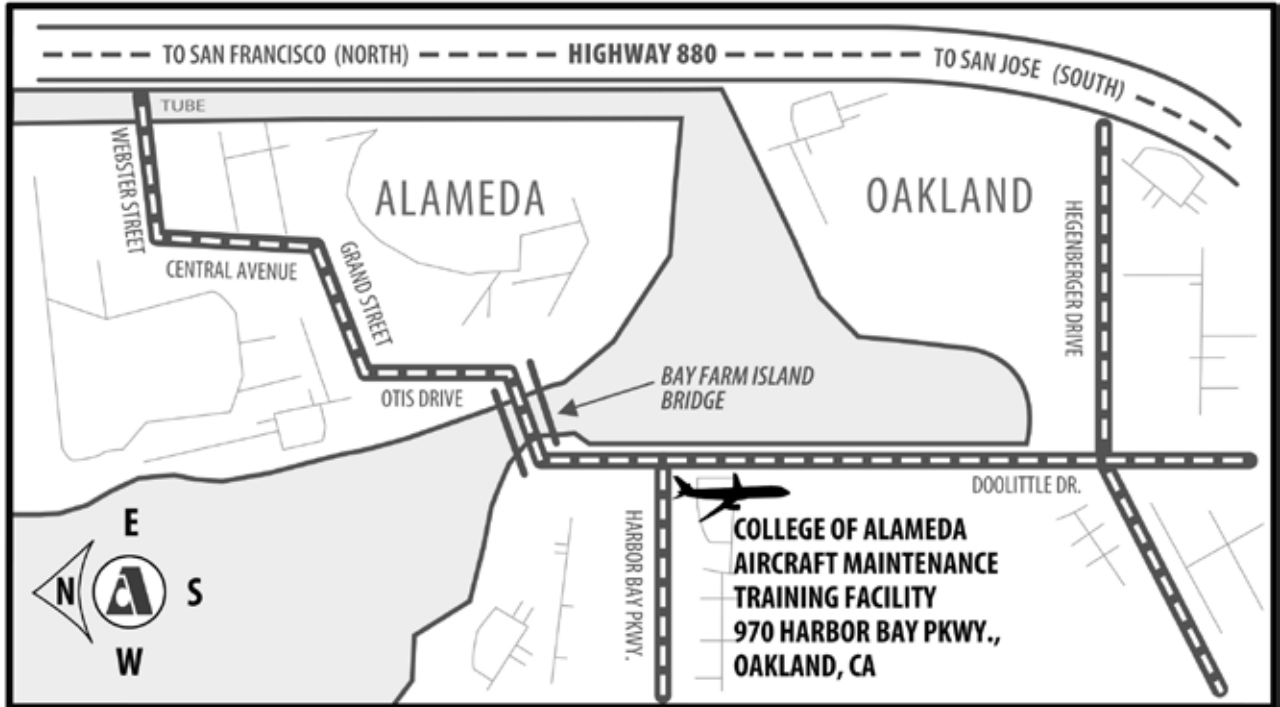 TO SAN FRANCISCO (NORTH)
HIGHWAY 880
TO SAN JOSE (SOUTH)
TUBE
WEBSTER STREET
ALAMEDA
OAKLAND
CENTRAL AVENUE
GRAND STREET
HEGENBERGER DRIVE
OTIS DRIVE
BAY FARM ISLAND
BRIDGE
DOOLITTLE DR.
HARBOR BAY PKWY.
COLLEGE OF ALAMEDA
AIRCRAFT MAINTENANCE
TRAINING FACILITY
970 HARBOR BAY PKWY.,
OAKLAND, CA
E
N
CA
S
W